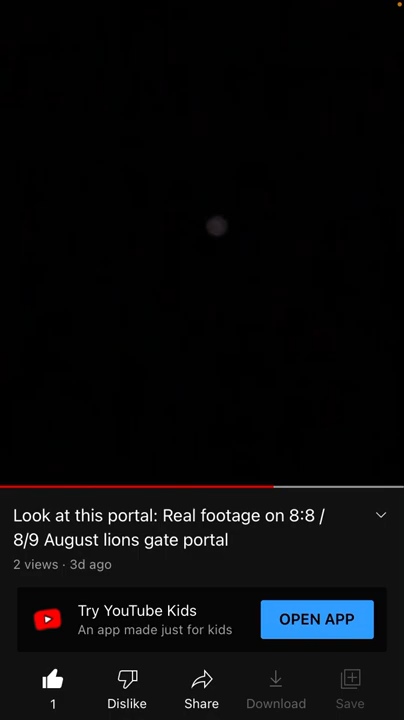 Look at this portal: Real footage on 8:8 /
8/9 August lions gate portal
2 views · 3d ago
Try YouTube Kids
An app made just for kids
OPEN APP
1
Dislike
Share
Download
Save